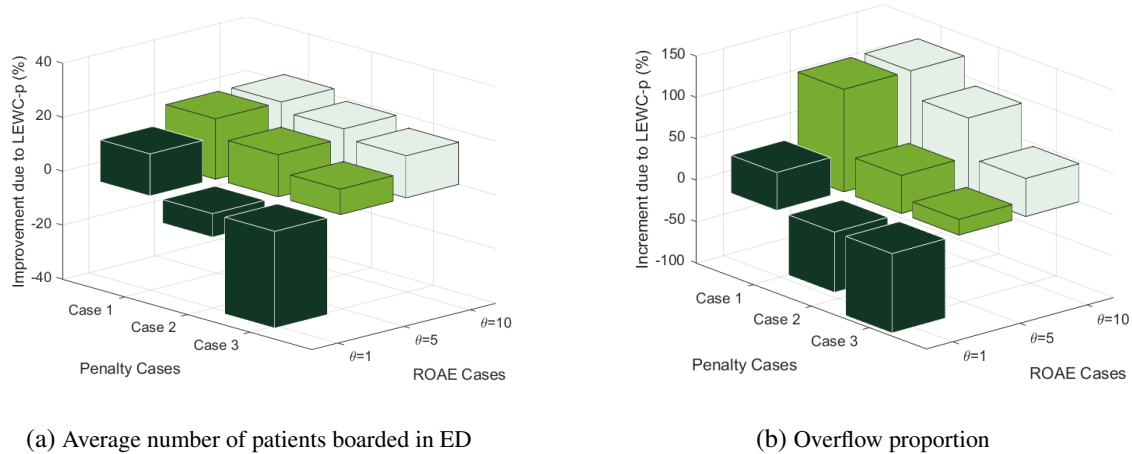 Improvement due to LEWC-p (%)
40
20
0
-20
-40
Case 1
Case 2
Case 3
Penalty Cases
θ=1
θ=5
θ=10
ROAE Cases
(a) Average number of patients boarded in ED
Increment due to LEWC-p (%)
150
100
50
0
-50
-100
Case 1
Case 2
Case 3
Penalty Cases
θ=1
θ=5
θ=10
ROAE Cases
(b) Overflow proportion